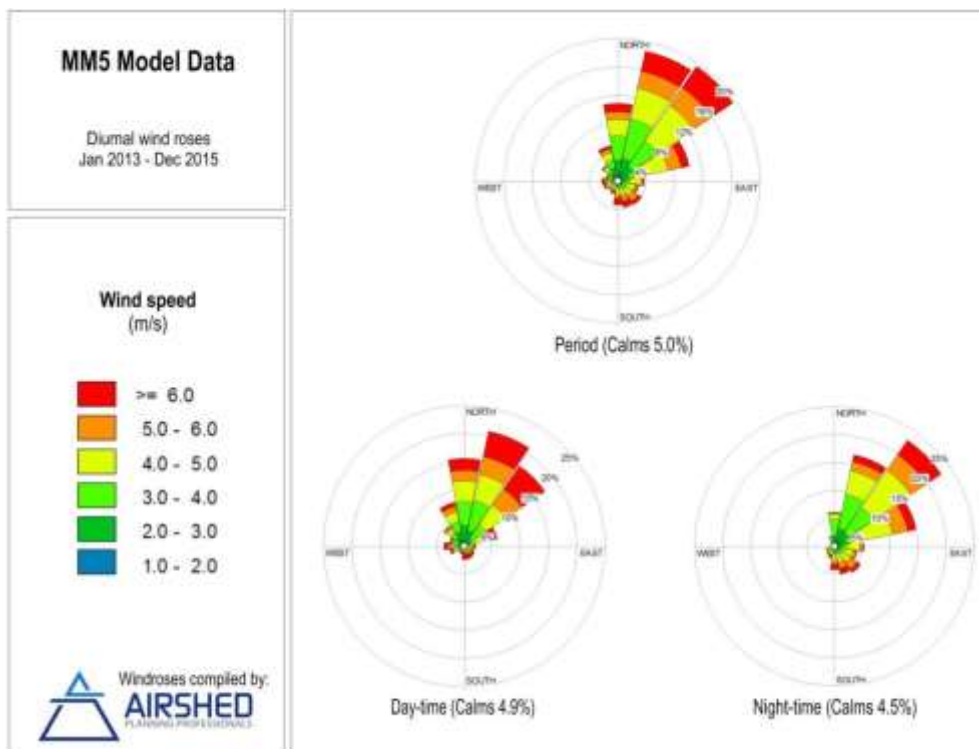 MM5 Model Data
Diurnal wind roses
Jan 2013 - Dec 2015
Wind speed
(m/s)
>= 6.0
5.0 - 6.0
4.0 - 5.0
3.0 - 4.0
2.0 - 3.0
1.0 - 2.0
Windroses compiled by:
AIRSHED
PLANNING PROFESSIONALS
NORTH
WEST
EAST
SOUTH
Period (Calms 5.0%)
NORTH
25%
20%
10%
WEST
EAST
SOUTH
Day-time (Calms 4.9%)
NORTH
25%
20%
15%
10%
WEST
EAST
SOUTH
Night-time (Calms 4.5%)